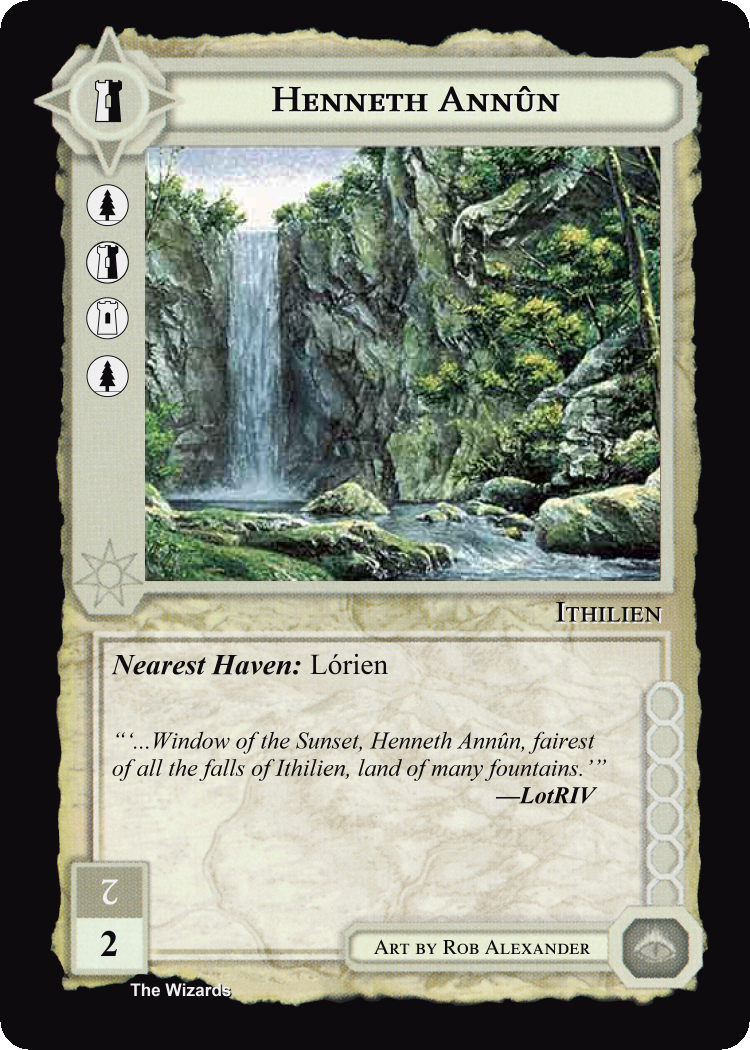 Henneth Annûn
Ithilien
Nearest Haven: Lórien
“‘...Window of the Sunset, Henneth Annûn, fairest
of all the falls of Ithilien, land of many fountains.’”
—LotRIV
2
2
Art by Rob Alexander
The Wizards